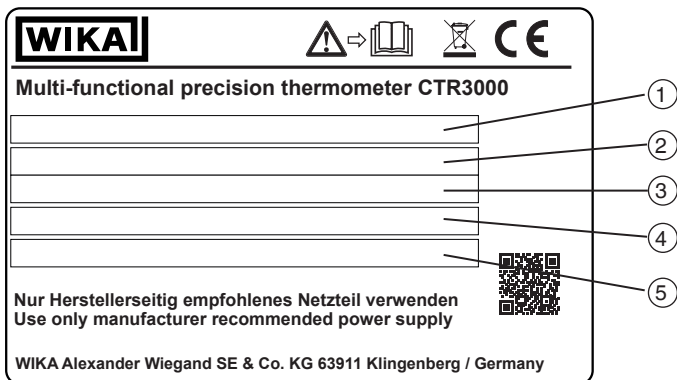 WIKAI
CE
Multi-functional precision thermometer CTR3000
1
2
3
4
5
Nur Herstellerseitig empfohlenes Netzteil verwenden
Use only manufacturer recommended power supply
WIKA Alexander Wiegand SE & Co. KG 63911 Klingenberg / Germany